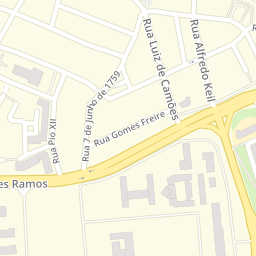 Rua Luiz de Camões
Rua Alfredo Keil
Rua 7 de Junho de 1759
Rua Pio XII
Rua Gomes Freire
es Ramos